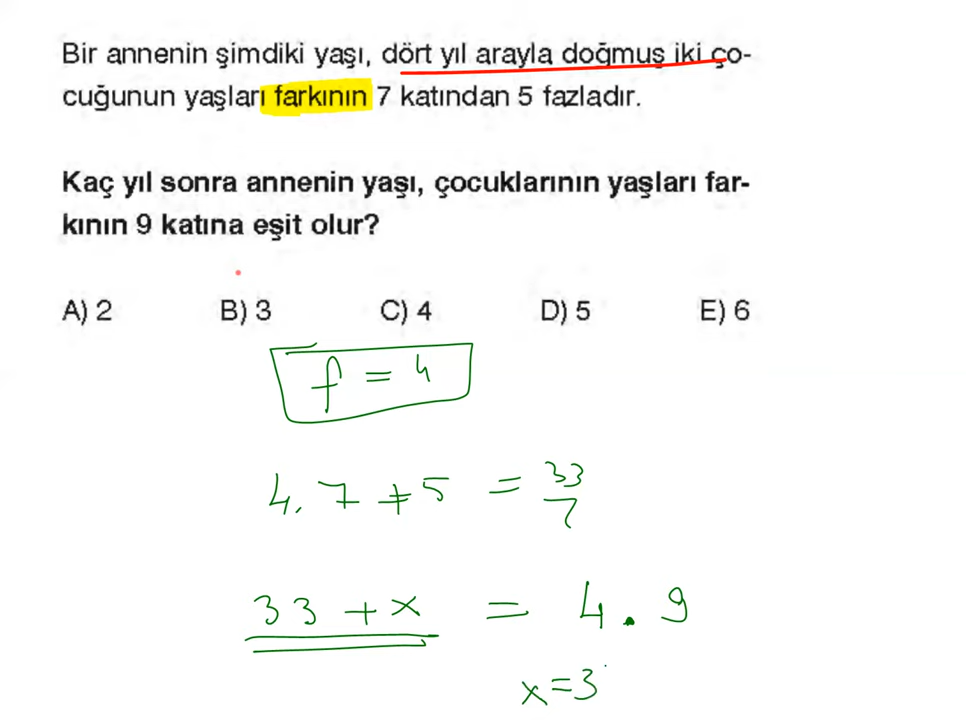 Bir annenin şimdiki yaşı, dört yıl arayla doğmuş iki ço-
cuğunun yaşları farkının 7 katından 5 fazladır.
Kaç yıl sonra annenin yaşı, çocuklarının yaşları far-
kının 9 katına eşit olur?
A) 2 B) 3 C) 4 D) 5 E) 6
f = 4
4.7 + 5 = 33
7
33 + x = 4 . 9
x = 3